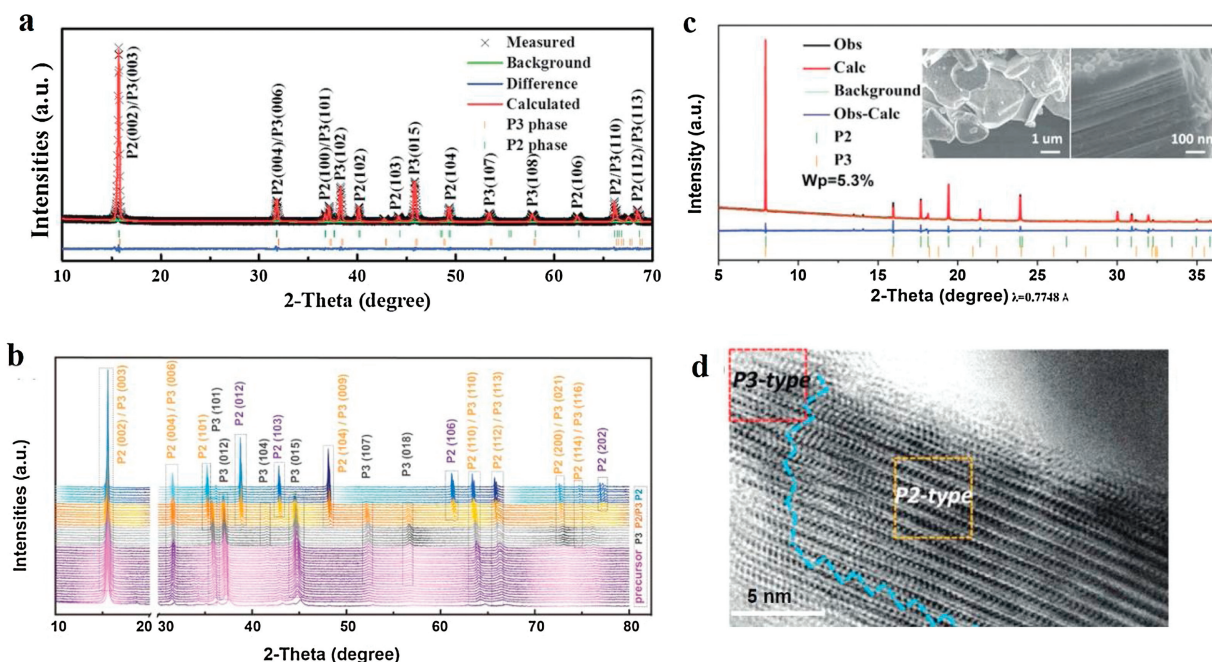 a
Intensities (a.u.)
P2(002)/P3(003)
P2(004)/P3(006)
P2(100)/P3(101)
P3(102)
P2(102)
P2(103)
P3(015)
P2(104)
P3(107)
P3(108)
P2(106)
P2/P3(110)
P2(112)/P3(113)
Measured
Background
Difference
Calculated
P3 phase
P2 phase
10 20 30 40 50 60 70
2-Theta (degree)
c
Intensity (a.u.)
Obs
Calc
Background
Obs-Calc
P2
P3
Wp=5.3%
1 um
100 nm
5 10 15 20 25 30 35
2-Theta (degree) λ=0.7748 Å
b
Intensities (a.u.)
P2 (002) / P3 (003)
P2 (004) / P3 (006)
P2 (101)
P3 (101)
P3 (012)
P2 (012)
P3 (104)
P2 (103)
P3 (015)
P2 (104) / P3 (009)
P3 (107)
P3 (018)
P2 (106)
P2 (110) / P3 (110)
P2 (112) / P3 (113)
P2 (200) / P3 (021)
P2 (114) / P3 (116)
P2 (202)
precursor P3 P2/P3 P2
10 20 30 40 50 60 70 80
2-Theta (degree)
d
P3-type
P2-type
5 nm